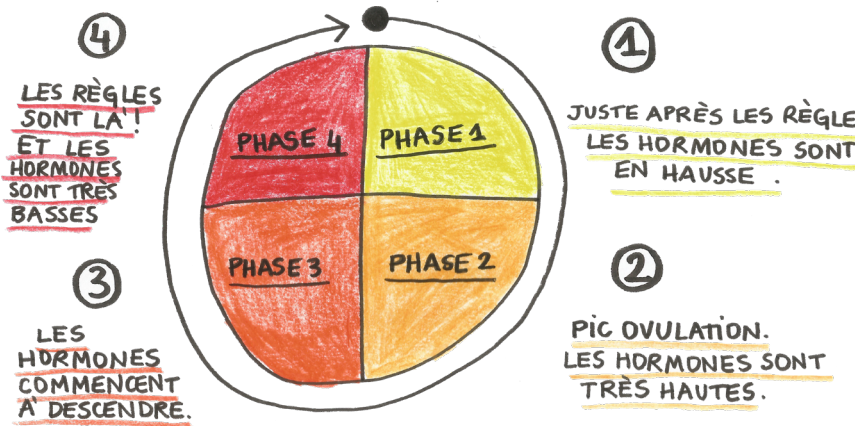 4
LES RÈGLES
SONT LÀ !
ET LES
HORMONES
SONT TRÈS
BASSES
PHASE 4
PHASE 1
1
JUSTE APRÈS LES RÈGLE
LES HORMONES SONT
EN HAUSSE .
3
LES
HORMONES
COMMENCENT
À DESCENDRE.
PHASE 3
PHASE 2
2
PIC OVULATION.
LES HORMONES SONT
TRÈS HAUTES.